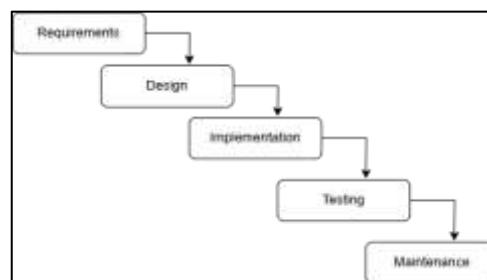 Requirements
Design
Implementation
Testing
Maintenance